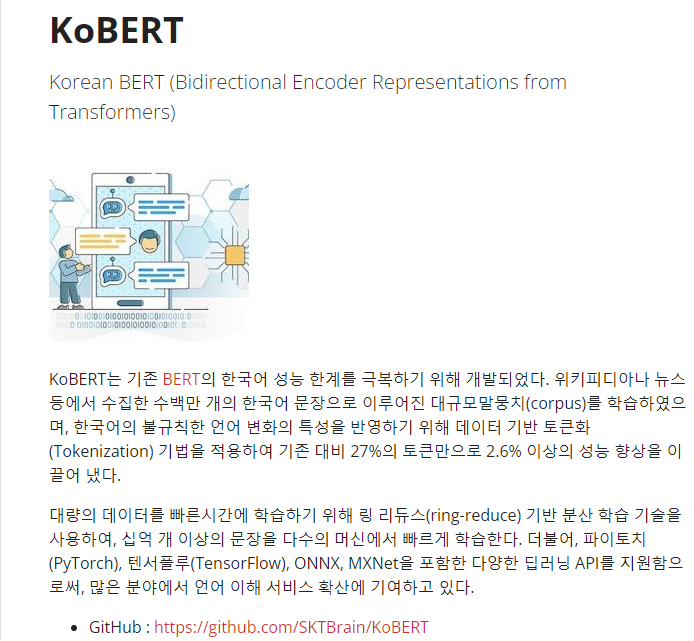 KoBERT
Korean BERT (Bidirectional Encoder Representations from
Transformers)
KoBERT는 기존 BERT의 한국어 성능 한계를 극복하기 위해 개발되었다. 위키피디아나 뉴스
등에서 수집한 수백만 개의 한국어 문장으로 이루어진 대규모말뭉치(corpus)를 학습하였으
며, 한국어의 불규칙한 언어 변화의 특성을 반영하기 위해 데이터 기반 토큰화
(Tokenization) 기법을 적용하여 기존 대비 27%의 토큰만으로 2.6% 이상의 성능 향상을 이
끌어 냈다.
대량의 데이터를 빠른시간에 학습하기 위해 링 리듀스(ring-reduce) 기반 분산 학습 기술을
사용하여, 십억 개 이상의 문장을 다수의 머신에서 빠르게 학습한다. 더불어, 파이토치
(PyTorch), 텐서플루(TensorFlow), ONNX, MXNet을 포함한 다양한 딥러닝 API를 지원함으
로써, 많은 분야에서 언어 이해 서비스 확산에 기여하고 있다.
• GitHub : https://github.com/SKTBrain/KoBERT